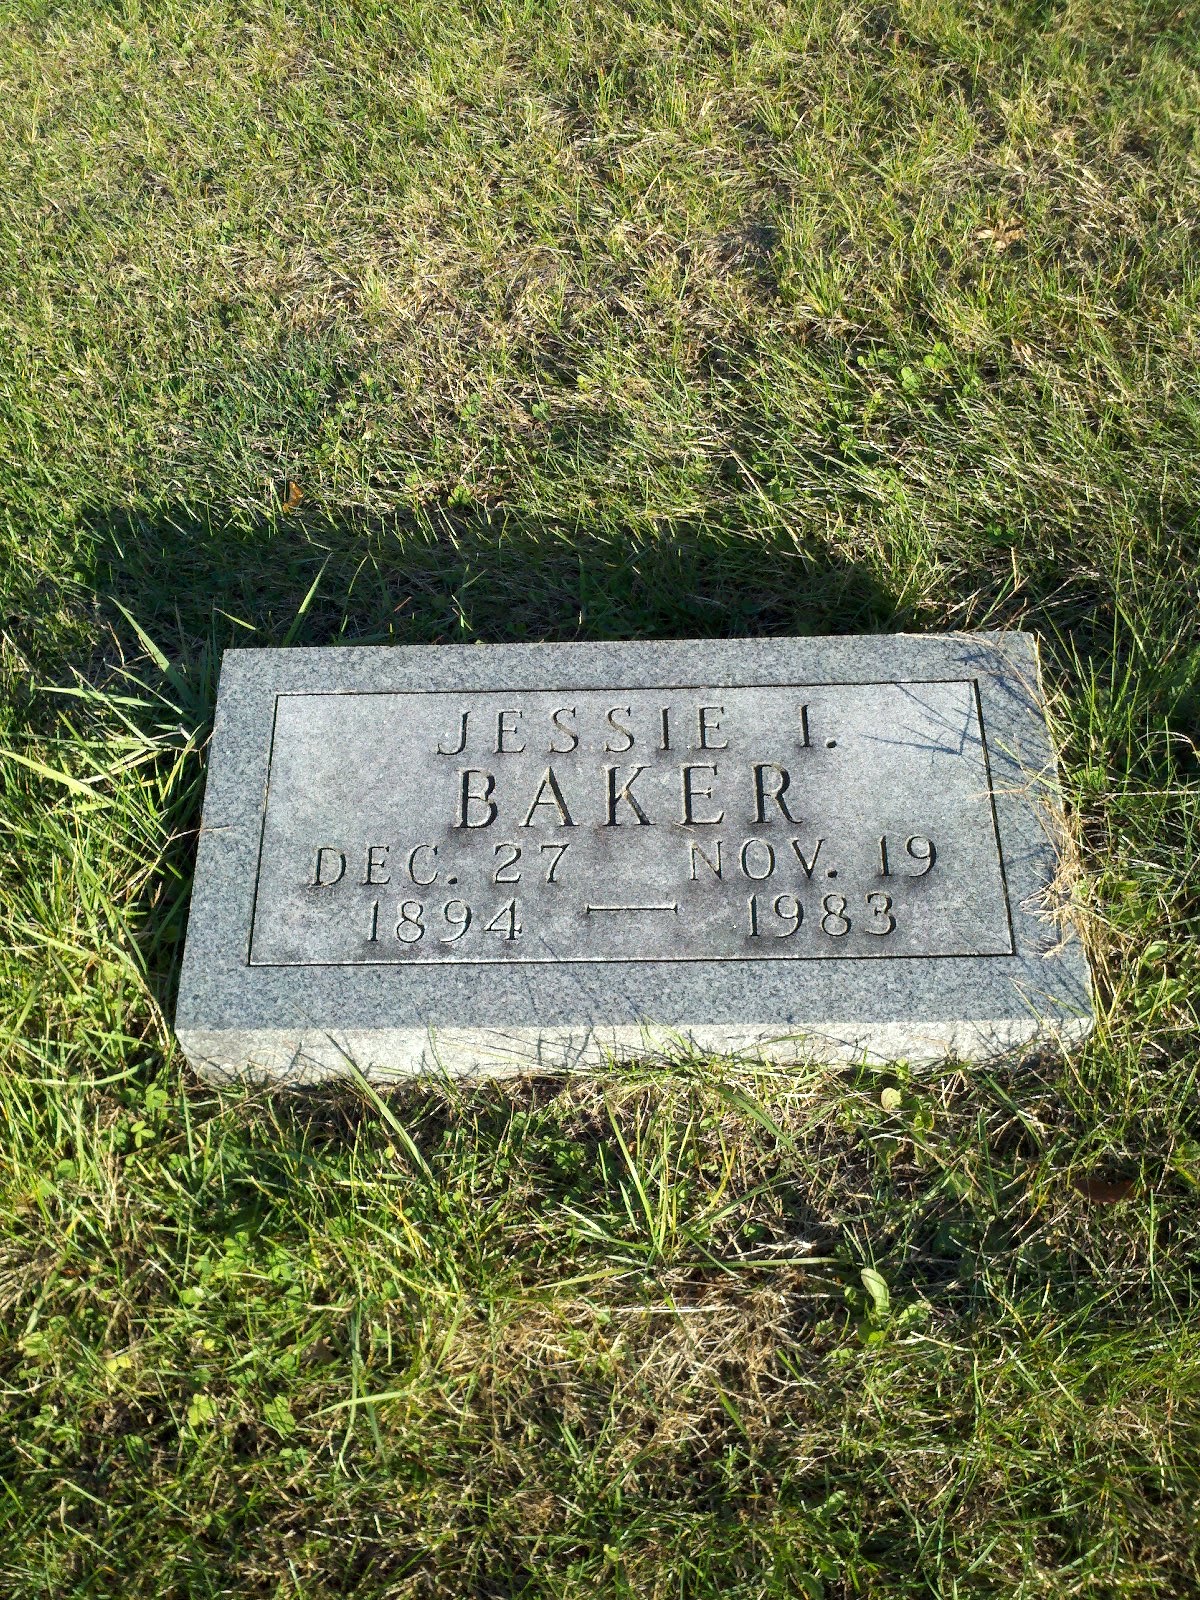 JESSIE I.
BAKER
DEC. 27 NOV. 19
1894 — 1983